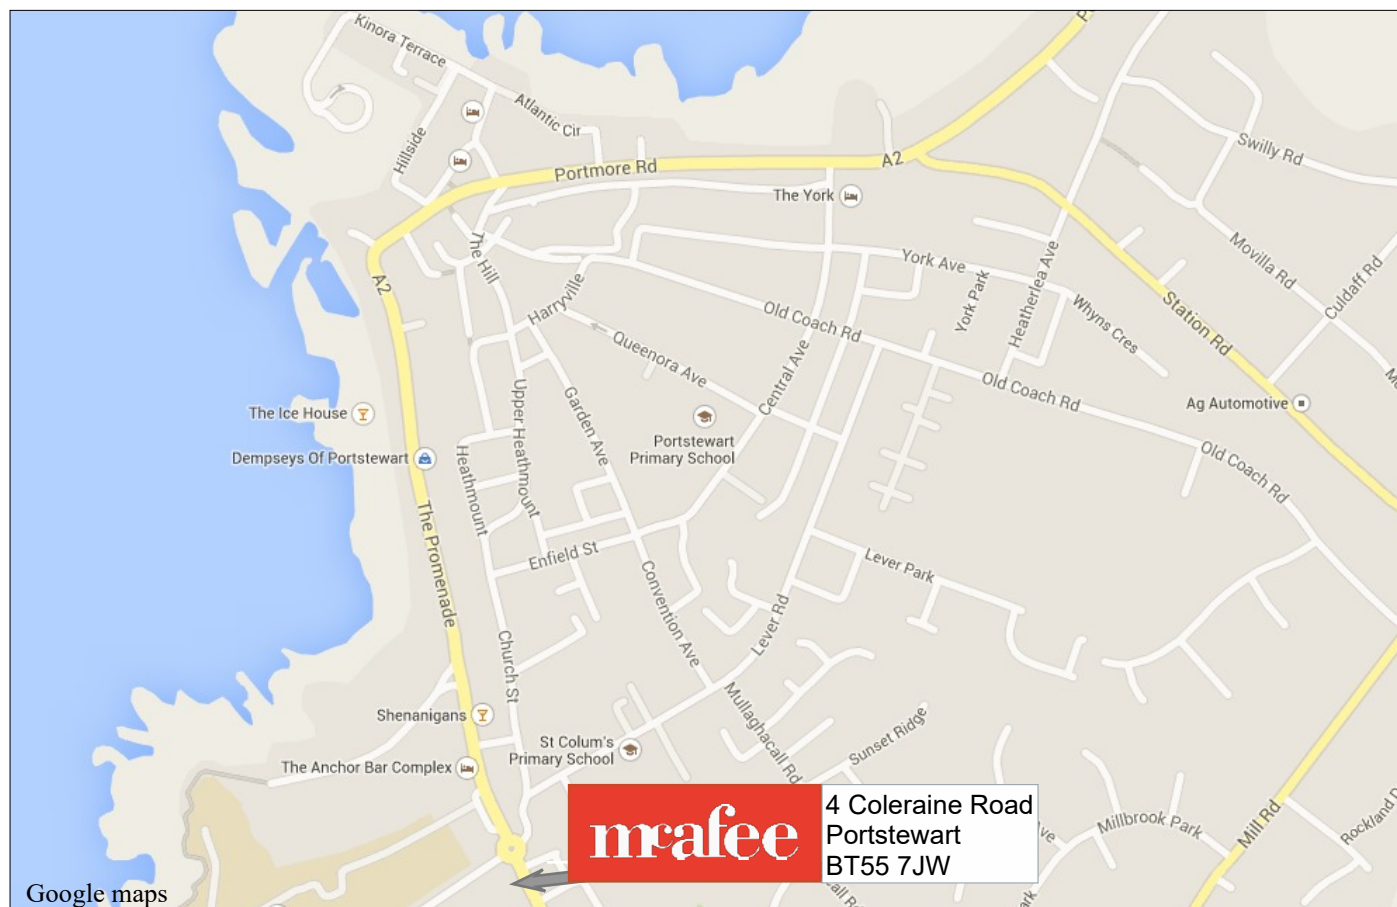 Kinora Terrace
Atlantic Cir
Hillside
Portmore Rd
A2
Swilly Rd
The York
The Hill
A2
York Ave
Heatherlea Ave
Movilla Rd
Culdaff Rd
Harryville
York Park
Old Coach Rd
Whyns Cres
Station Rd
Queenora Ave
Central Ave
Old Coach Rd
Upper Heathmount
Garden Ave
Ag Automotive
The Ice House
Portstewart
Primary School
Dempseys Of Portstewart
Heathmount
Old Coach Rd
The Promenade
Enfield St
Lever Park
Convention Ave
Lever Rd
Church St
Mullaghacall Rd
Shenanigans
Sunset Ridge
St Colum's
Primary School
The Anchor Bar Complex
mcafee
4 Coleraine Road
Portstewart
BT55 7JW
Ave
Millbrook Park
Mill Rd
Rockland
Google maps